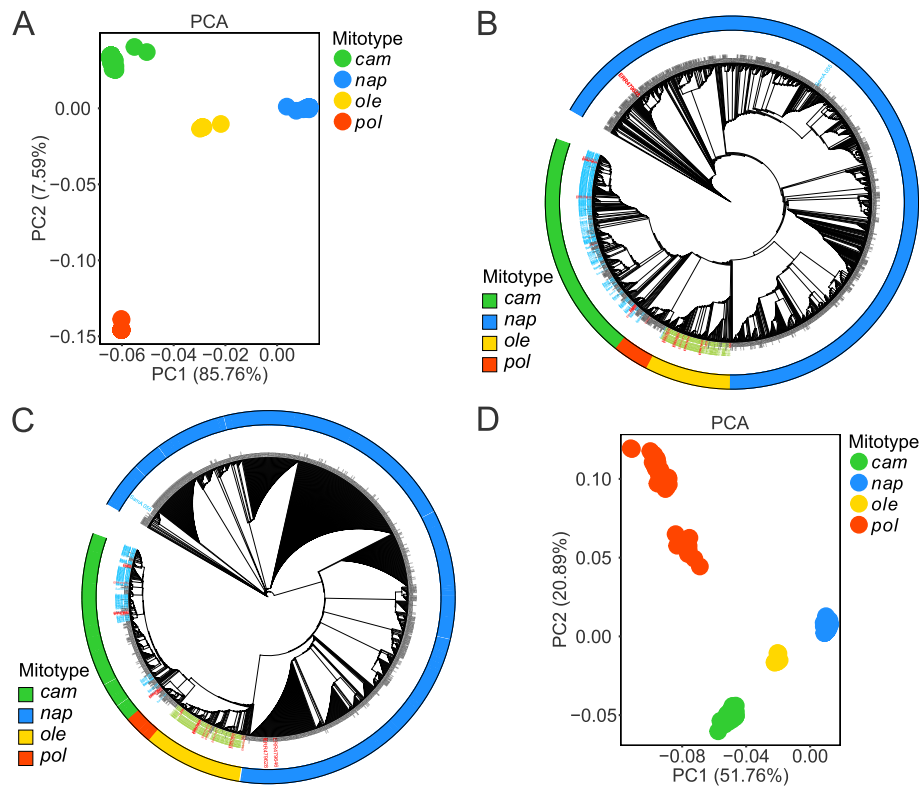 A
PCA
Mitotype
cam
nap
ole
pol
0.00
−0.05
−0.10
−0.15
PC2 (7.59%)
−0.06
−0.04
−0.02
0.00
PC1 (85.76%)
B
Mitotype
cam
nap
ole
pol
C
Mitotype
cam
nap
ole
pol
D
PCA
Mitotype
cam
nap
ole
pol
0.10
0.05
0.00
−0.05
PC2 (20.89%)
−0.08
−0.04
0.00
PC1 (51.76%)